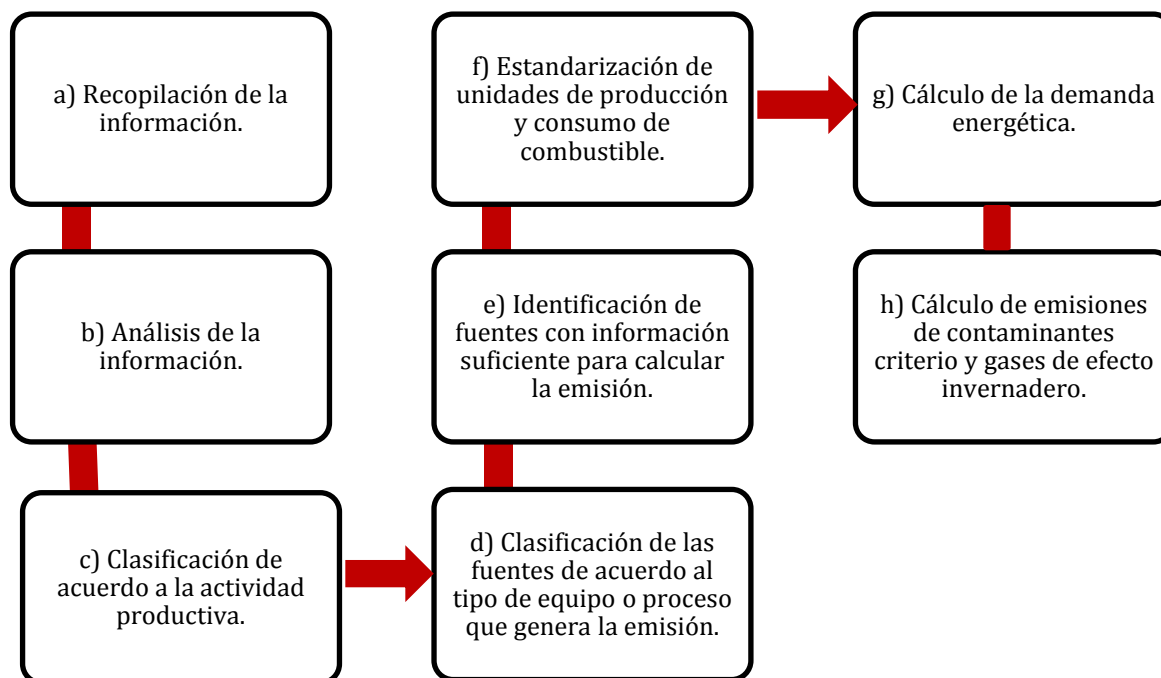 a) Recopilación de la
información.
b) Análisis de la
información.
c) Clasificación de
acuerdo a la actividad
productiva.
d) Clasificación de las
fuentes de acuerdo al
tipo de equipo o proceso
que genera la emisión.
e) Identificación de
fuentes con información
suficiente para calcular
la emisión.
f) Estandarización de
unidades de producción
y consumo de
combustible.
g) Cálculo de la demanda
energética.
h) Cálculo de emisiones
de contaminantes
criterio y gases de efecto
invernadero.